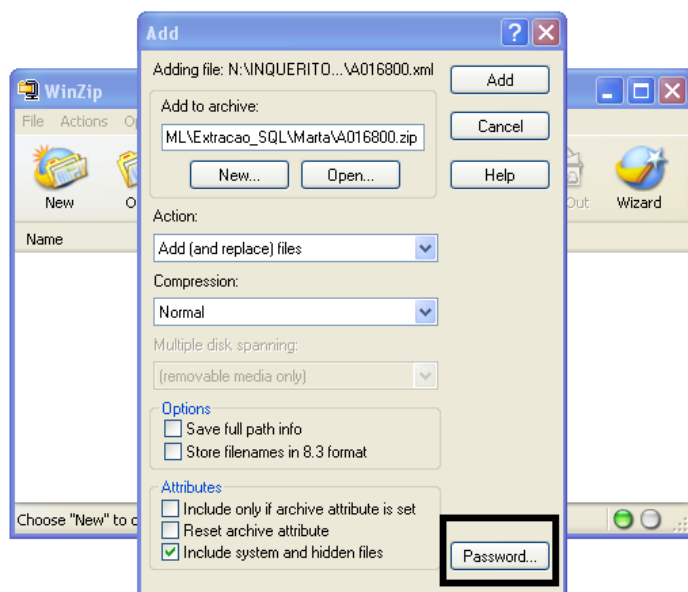 Add
Adding file: N:\INQUERITO...\A016800.xml
Add
Add to archive:
ML\Extracao_SQL\Marta\A016800.zip
Cancel
New...
Open...
Help
Action:
Add (and replace) files
Compression:
Normal
Multiple disk spanning:
(removable media only)
Options
Save full path info
Store filenames in 8.3 format
Attributes
Include only if archive attribute is set
Reset archive attribute
Include system and hidden files
Password...
WinZip
File Actions Op
New
O
Out
Wizard
Name
Choose "New" to c